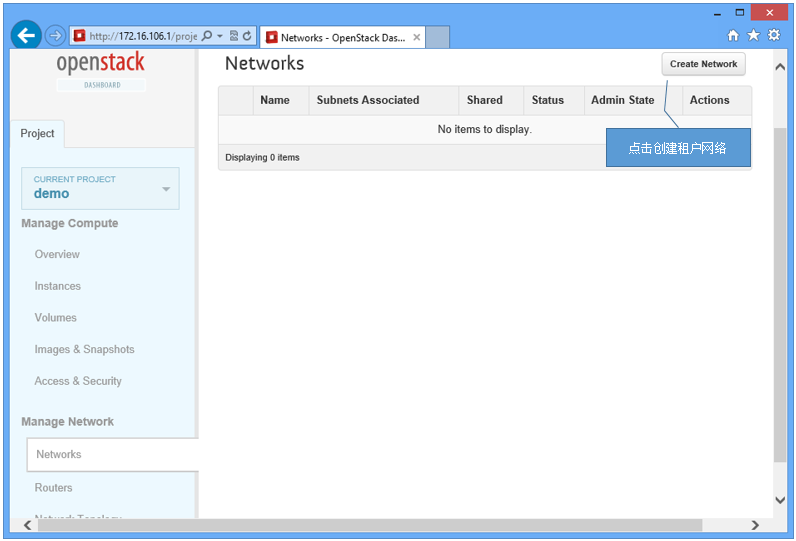 http://172.16.106.1/proje
Networks - OpenStack Das...
openstack
DASHBOARD
Networks
Create Network
Name
Subnets Associated
Shared
Status
Admin State
Actions
No items to display.
Displaying 0 items
点击创建租户网络
Project
CURRENT PROJECT
demo
Manage Compute
Overview
Instances
Volumes
Images & Snapshots
Access & Security
Manage Network
Networks
Routers
Network Topology